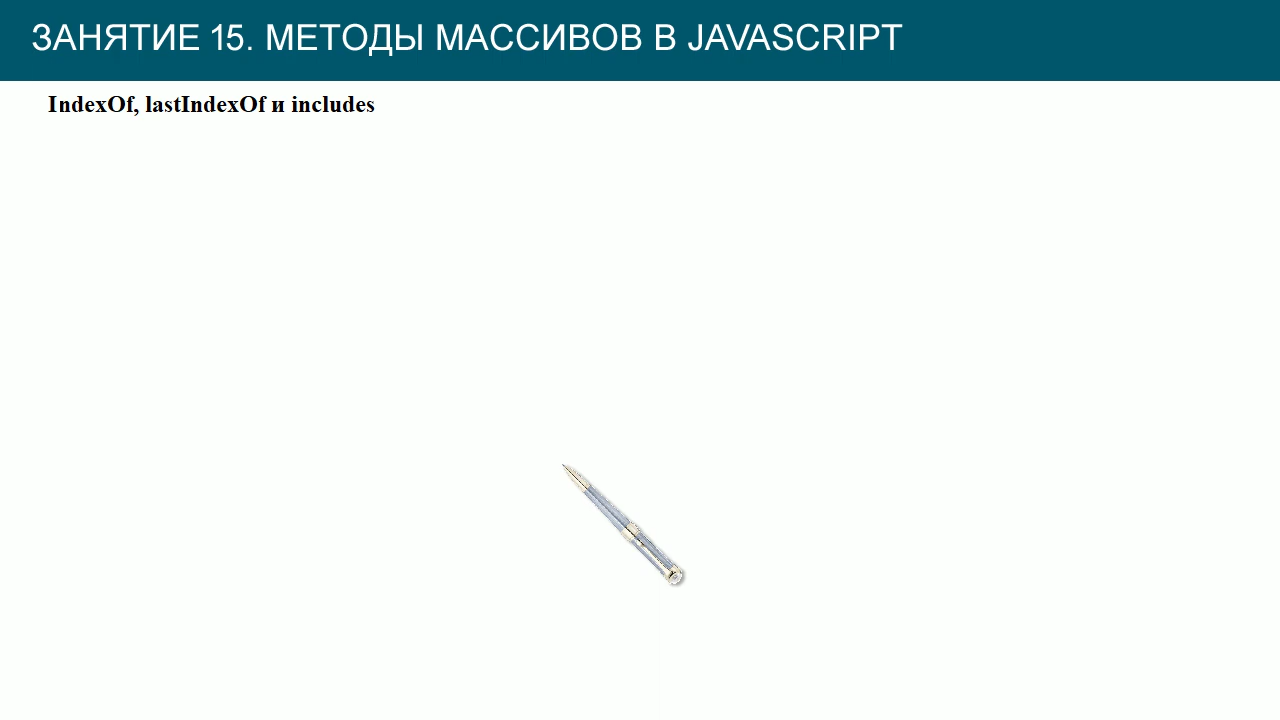 ЗАНЯТИЕ 15. МЕТОДЫ МАССИВОВ В JAVASCRIPT
IndexOf, lastIndexOf и includes